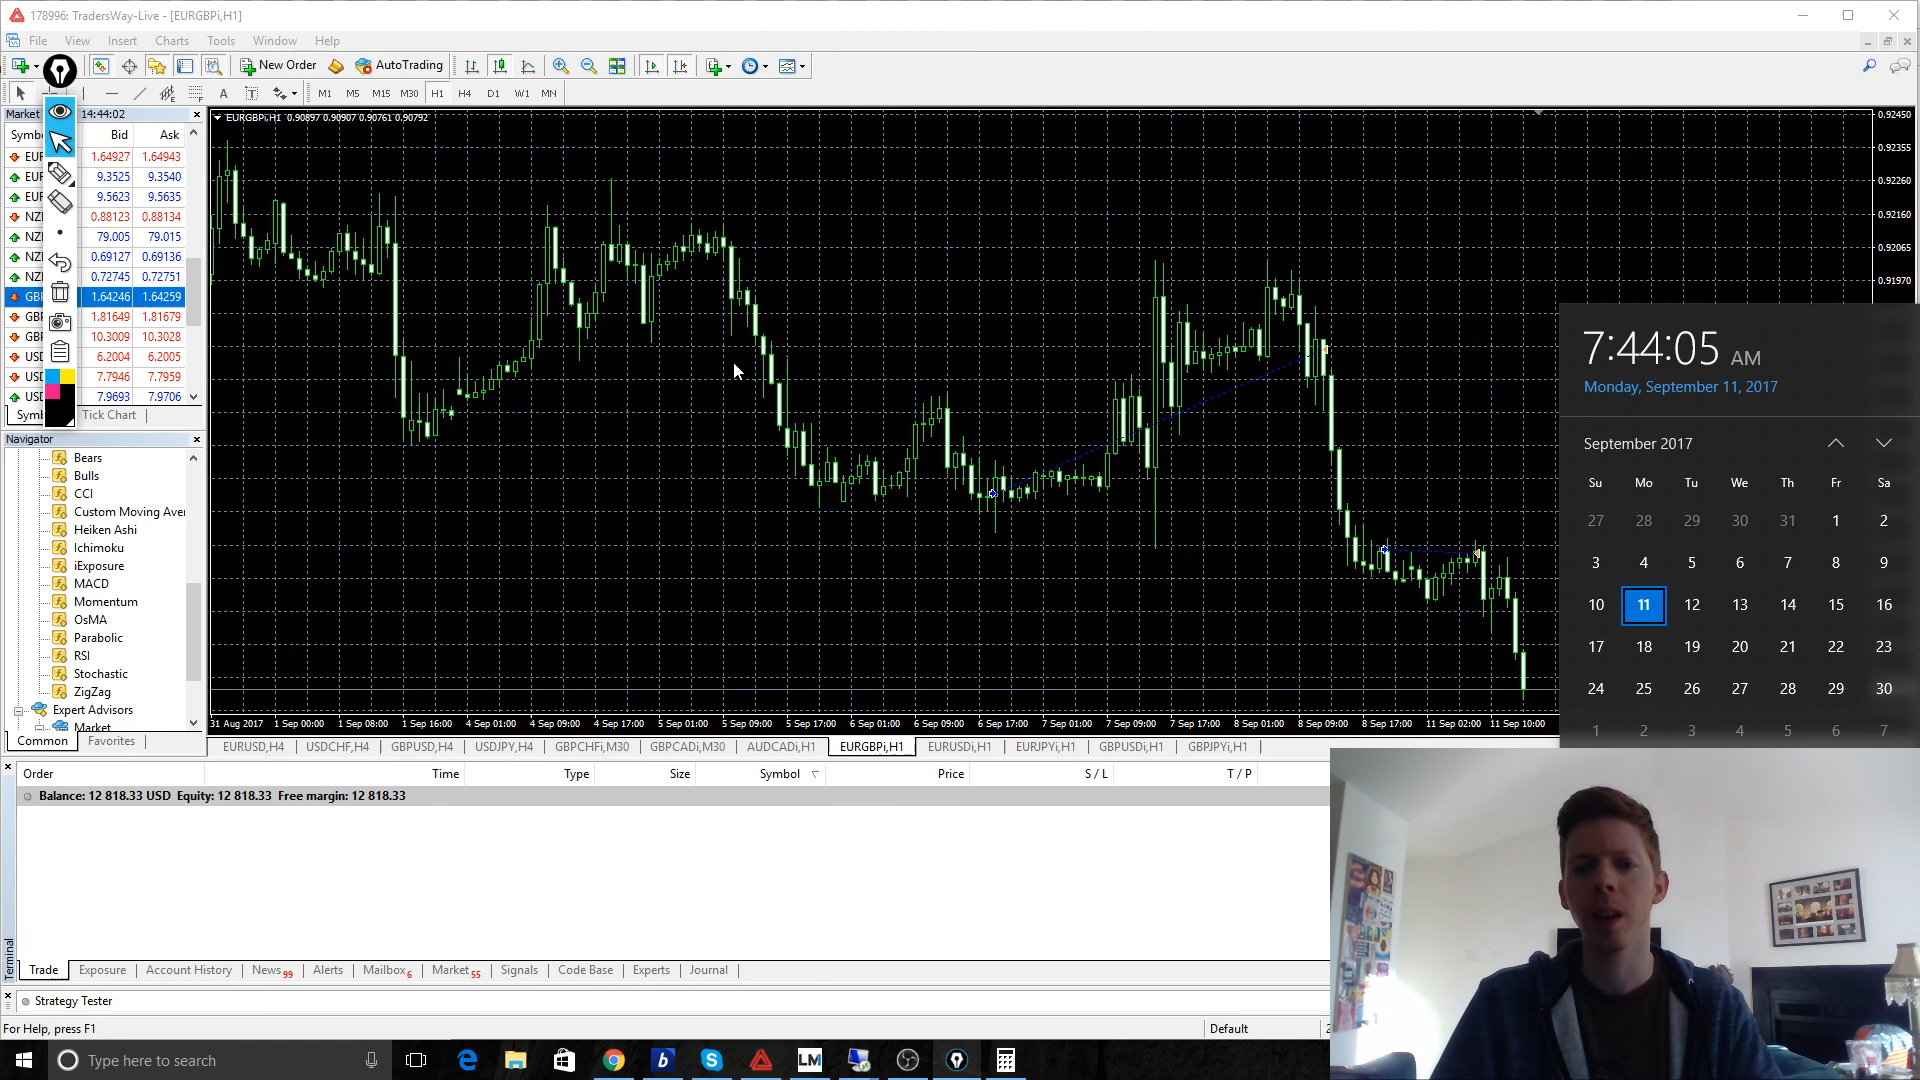 178996: TradersWay-Live - [EURGBPi,H1]
File View Insert Charts Tools Window Help
New Order AutoTrading
A T M1 M5 M15 M30 H1 H4 D1 W1 MN
Market 14:44:02
Symb Bid Ask
EUR 1.64927 1.64943
EUF 9.3525 9.3540
EUF 9.5623 9.5635
NZI 0.88123 0.88134
NZI 79.005 79.015
NZI 0.69127 0.69136
NZI 0.72745 0.72751
GBF 1.64246 1.64259
GBF 1.81649 1.81679
GBF 10.3009 10.3028
USD 6.2004 6.2005
USD 7.7946 7.7959
USD 7.9693 7.9706
Symb Tick Chart
Navigator
Bears
Bulls
CCI
Custom Moving Aver
Heiken Ashi
Ichimoku
iExposure
MACD
Momentum
OsMA
Parabolic
RSI
Stochastic
ZigZag
Expert Advisors
Market
Common Favorites
EURGBPi,H1 0.90897 0.90907 0.90761 0.90792
0.92450
0.92355
0.92260
0.92160
0.92065
0.91970
31 Aug 2017 1 Sep 00:00 1 Sep 08:00 1 Sep 16:00 4 Sep 01:00 4 Sep 09:00 4 Sep 17:00 5 Sep 01:00 5 Sep 09:00 5 Sep 17:00 6 Sep 01:00 6 Sep 09:00 6 Sep 17:00 7 Sep 01:00 7 Sep 09:00 7 Sep 17:00 8 Sep 01:00 8 Sep 09:00 8 Sep 17:00 11 Sep 02:00 11 Sep 10:00
EURUSD,H4 USDCHF,H4 GBPUSD,H4 USDJPY,H4 GBPCHFi,M30 GBPCADi,M30 AUDCADi,H1 EURGBPi,H1 EURUSDi,H1 EURJPYi,H1 GBPUSDi,H1 GBPJPYi,H1
7:44:05 AM
Monday, September 11, 2017
September 2017
Su Mo Tu We Th Fr Sa
27 28 29 30 31 1 2
3 4 5 6 7 8 9
10 11 12 13 14 15 16
17 18 19 20 21 22 23
24 25 26 27 28 29 30
1 2 3 4 5 6 7
Order Time Type Size Symbol Price S / L T / P
Balance: 12 818.33 USD Equity: 12 818.33 Free margin: 12 818.33
Terminal
Trade Exposure Account History News 99 Alerts Mailbox 6 Market 55 Signals Code Base Experts Journal
Strategy Tester
For Help, press F1
Default
2
Type here to search
b
LM